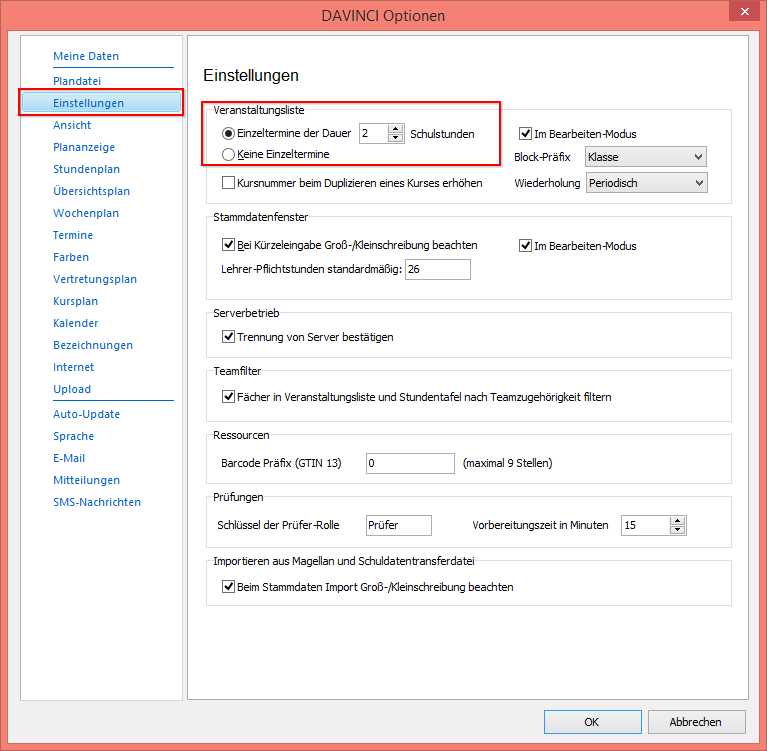 DAVINCI Optionen
Meine Daten
Plandatei
Einstellungen
Ansicht
Plananzeige
Stundenplan
Übersichtsplan
Wochenplan
Termine
Farben
Vertretungsplan
Kursplan
Kalender
Bezeichnungen
Internet
Upload
Auto-Update
Sprache
E-Mail
Mitteilungen
SMS-Nachrichten
Einstellungen
Veranstaltungsliste
Einzeltermine der Dauer 2 Schulstunden
Im Bearbeiten-Modus
Keine Einzeltermine
Block-Präfix Klasse
Kursnummer beim Duplizieren eines Kurses erhöhen
Wiederholung Periodisch
Stammdatenfenster
Bei Kürzeleingabe Groß-/Kleinschreibung beachten
Im Bearbeiten-Modus
Lehrer-Pflichtstunden standardmäßig: 26
Serverbetrieb
Trennung von Server bestätigen
Teamfilter
Fächer in Veranstaltungsliste und Stundentafel nach Teamzugehörigkeit filtern
Ressourcen
Barcode Präfix (GTIN 13) 0 (maximal 9 Stellen)
Prüfungen
Schlüssel der Prüfer-Rolle Prüfer Vorbereitungszeit in Minuten 15
Importieren aus Magellan und Schuldatentransferdatei
Beim Stammdaten Import Groß-/Kleinschreibung beachten
OK Abbrechen